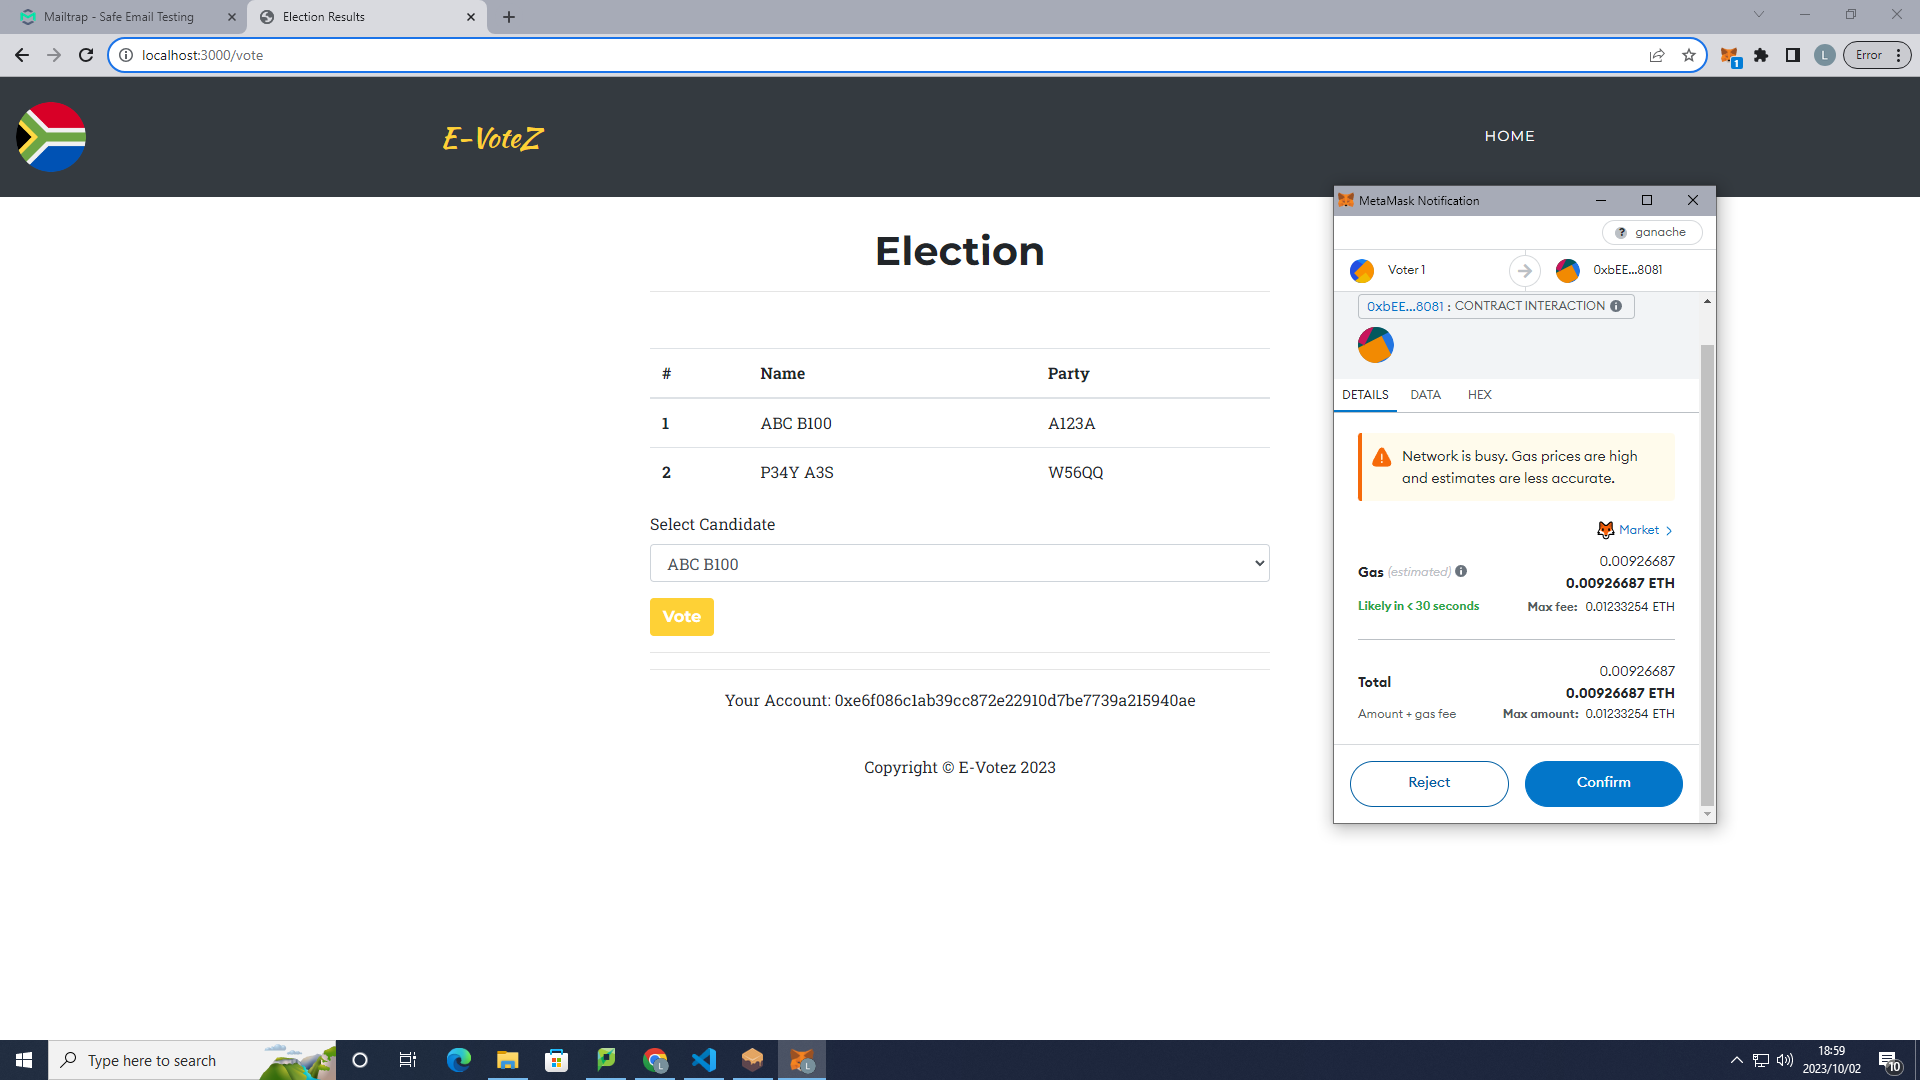 Mailtrap - Safe Email Testing
Election Results
localhost:3000/vote
1
L
Error
E-VoteZ
HOME
Election
# Name Party
1 ABC B100 A123A
2 P34Y A3S W56QQ
Select Candidate
ABC B100
Vote
Your Account: 0xe6f086c1ab39cc872e22910d7be7739a215940ae
Copyright © E-Votez 2023
MetaMask Notification
? ganache
Voter 1
0xbEE...8081
0xbEE...8081 : CONTRACT INTERACTION
DETAILS DATA HEX
Network is busy. Gas prices are high
and estimates are less accurate.
Market >
0.00926687
Gas (estimated)
0.00926687 ETH
Likely in < 30 seconds
Max fee: 0.01233254 ETH
0.00926687
Total
0.00926687 ETH
Amount + gas fee
Max amount: 0.01233254 ETH
Reject
Confirm
Type here to search
L
L
18:59
2023/10/02
10